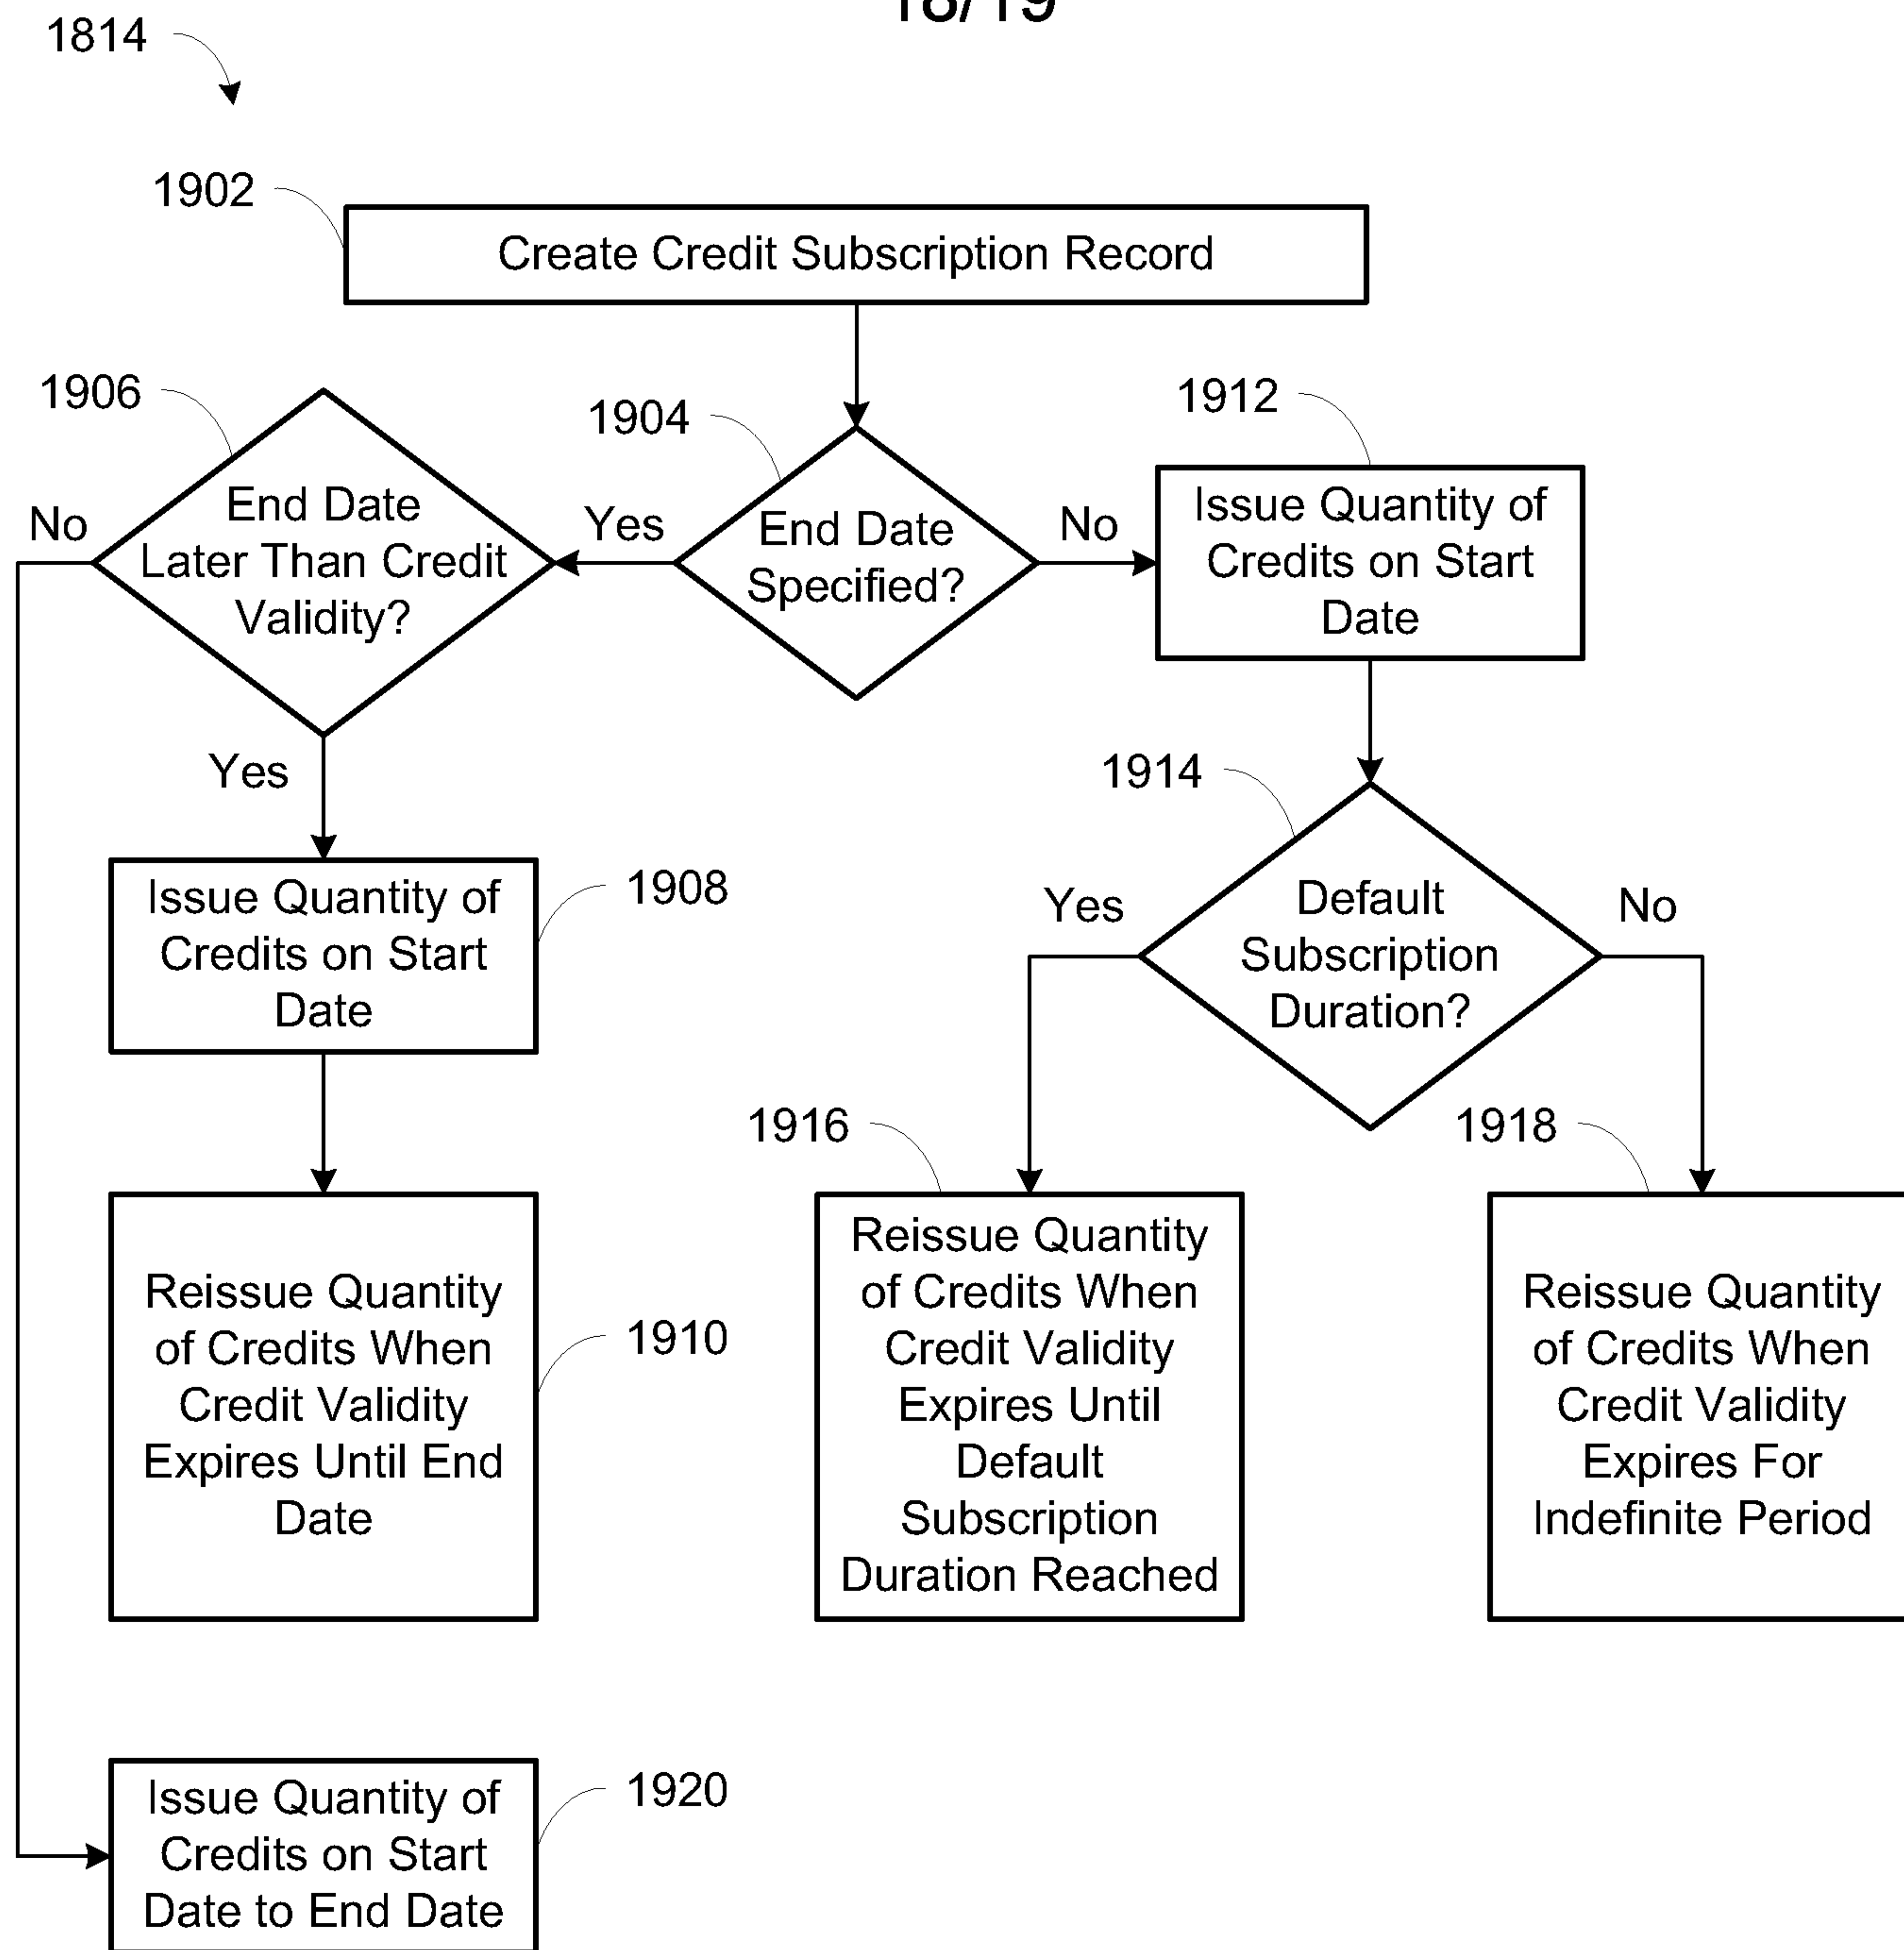 18/19
1814
1902
Create Credit Subscription Record
1906
1904
1912
End Date
Later Than Credit
Validity?
No
Yes
End Date
Specified?
No
Issue Quantity of
Credits on Start
Date
Yes
1914
Issue Quantity of
Credits on Start
Date
1908
Yes
Default
Subscription
Duration?
No
1916
1918
Reissue Quantity
of Credits When
Credit Validity
Expires Until End
Date
1910
Reissue Quantity
of Credits When
Credit Validity
Expires Until
Default
Subscription
Duration Reached
Reissue Quantity
of Credits When
Credit Validity
Expires For
Indefinite Period
Issue Quantity of
Credits on Start
Date to End Date
1920